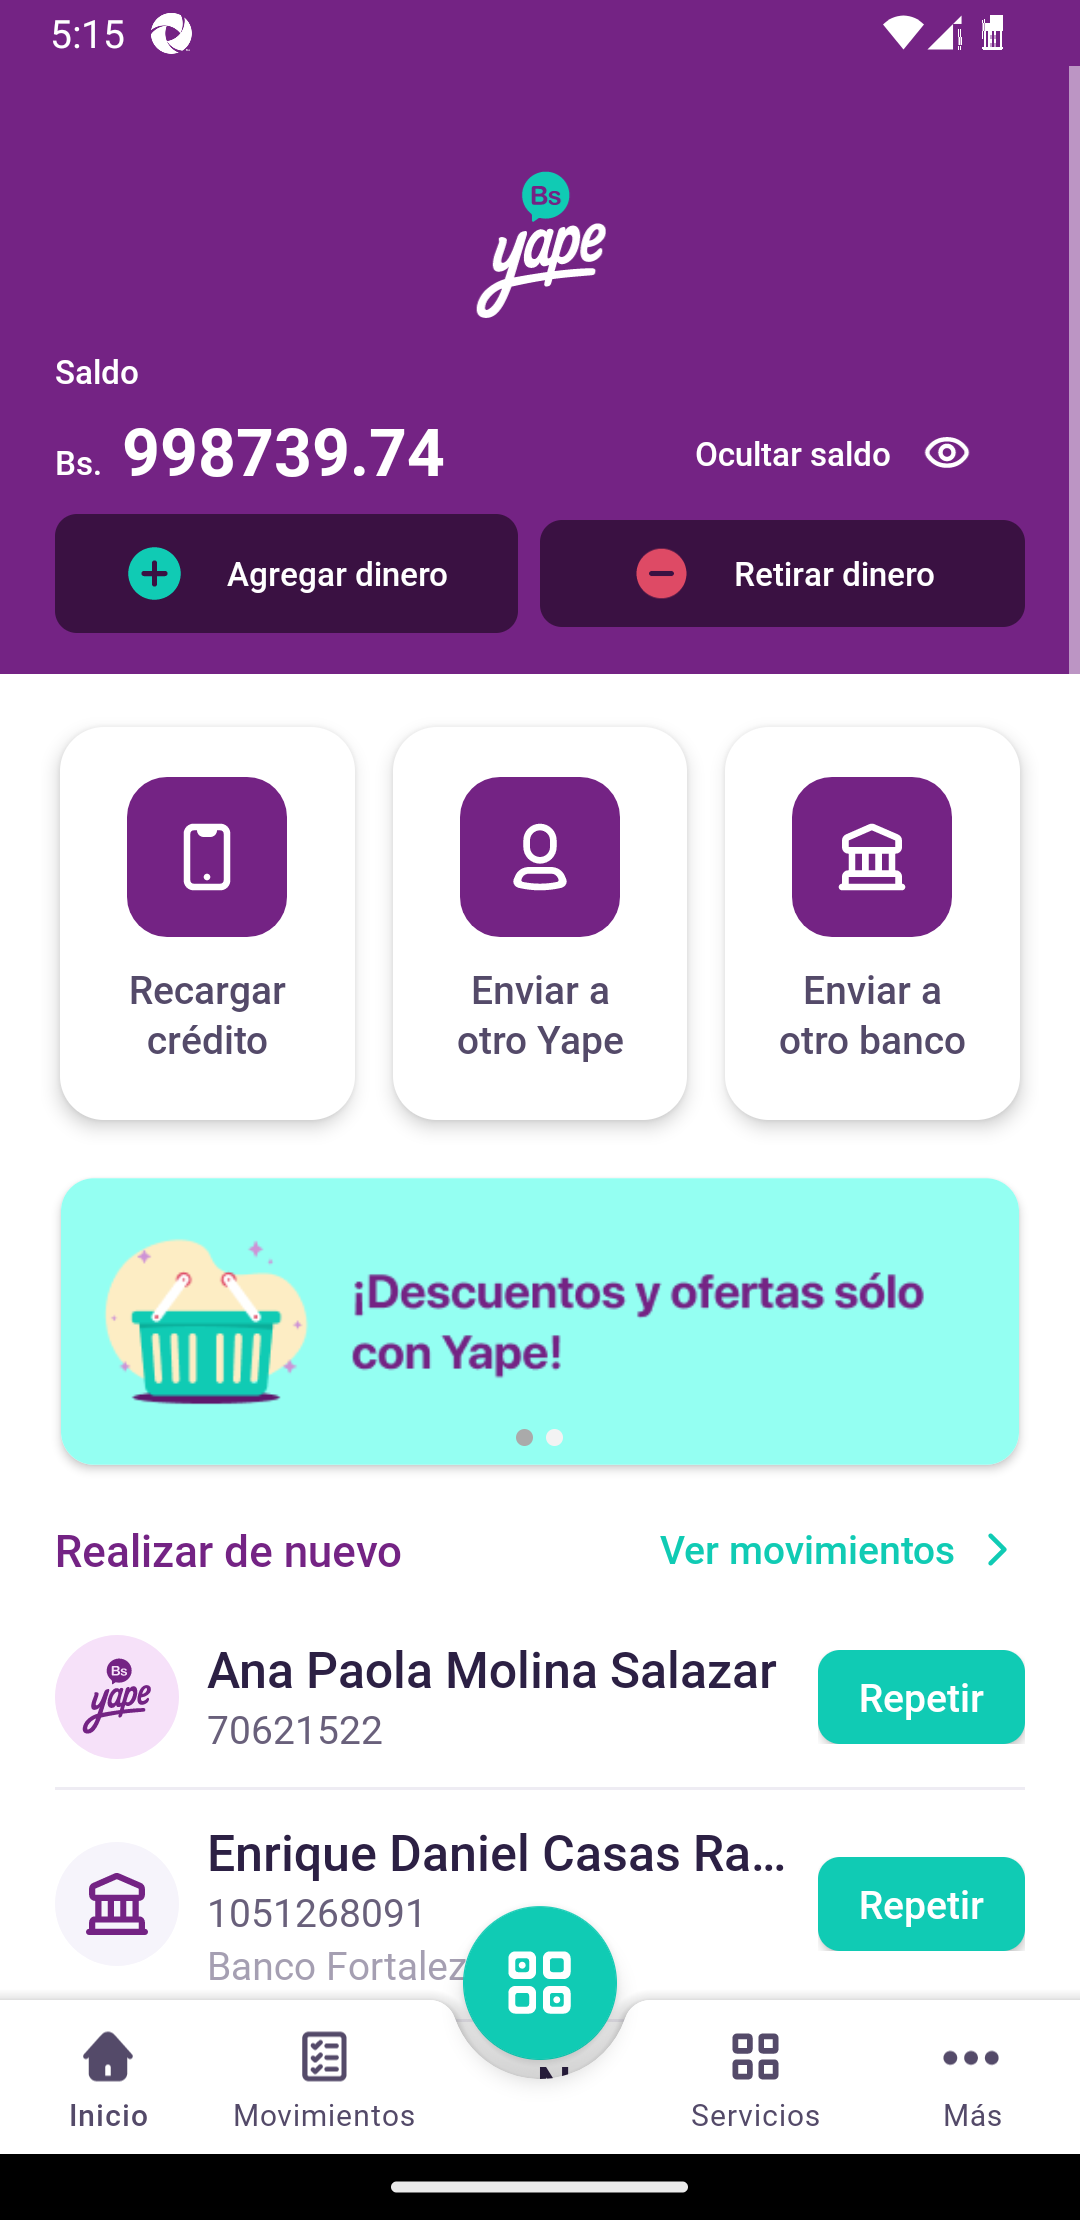 5:15
Bs
yape
Saldo
Bs. 998739.74
Ocultar saldo
Agregar dinero
Retirar dinero
Recargar
crédito
Enviar a
otro Yape
Enviar a
otro banco
¡Descuentos y ofertas sólo
con Yape!
Realizar de nuevo
Ver movimientos
Bs
yape
Ana Paola Molina Salazar
70621522
Repetir
Enrique Daniel Casas Ra...
1051268091
Banco Fortalez
Repetir
Inicio
Movimientos
Servicios
Más